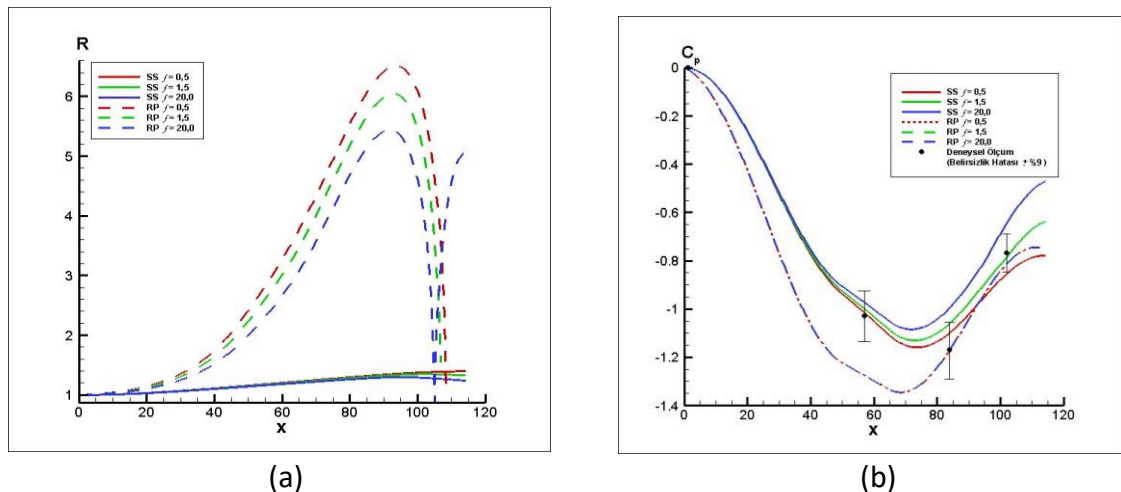 R
SS f = 0,5
SS f = 1,5
SS f = 20,0
RP f = 0,5
RP f = 1,5
RP f = 20,0
6
5
4
3
2
1
0 20 40 60 80 100 120
X
(a)
Cp
0
-0.2
-0.4
-0.6
-0.8
-1
-1.2
-1.4
SS f = 0,5
SS f = 1,5
SS f = 20,0
RP f = 0,5
RP f = 1,5
RP f = 20,0
Deneysel Ölçüm
(Belirsizlik Hatası ± %9 )
0 20 40 60 80 100 120
X
(b)